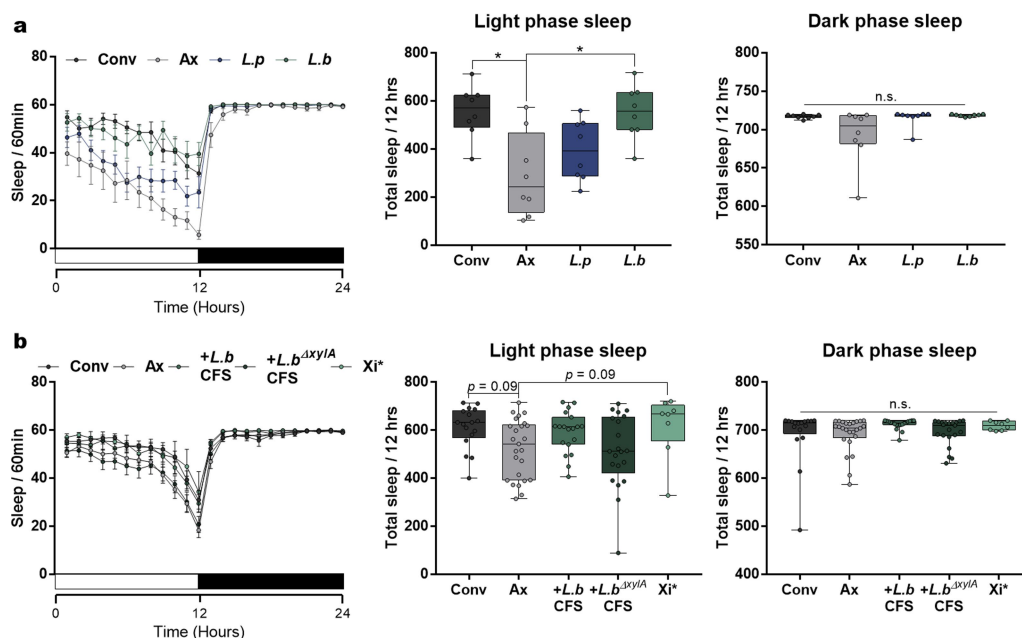 a
Conv Ax L.p L.b
Sleep / 60min
80
60
40
20
0
0 12 24
Time (Hours)
Light phase sleep
Total sleep / 12 hrs
800
600
400
200
0
* *
Conv Ax L.p L.b
Dark phase sleep
Total sleep / 12 hrs
800
750
700
650
600
550
n.s.
Conv Ax L.p L.b
b
Conv Ax +L.b CFS +L.b^ΔxylA CFS Xi*
Sleep / 60min
80
60
40
20
0
0 12 24
Time (Hours)
Light phase sleep
Total sleep / 12 hrs
800
600
400
200
0
p = 0.09
p = 0.09
Conv Ax +L.b CFS +L.b^ΔxylA CFS Xi*
Dark phase sleep
Total sleep / 12 hrs
800
700
600
500
400
n.s.
Conv Ax +L.b CFS +L.b^ΔxylA CFS Xi*